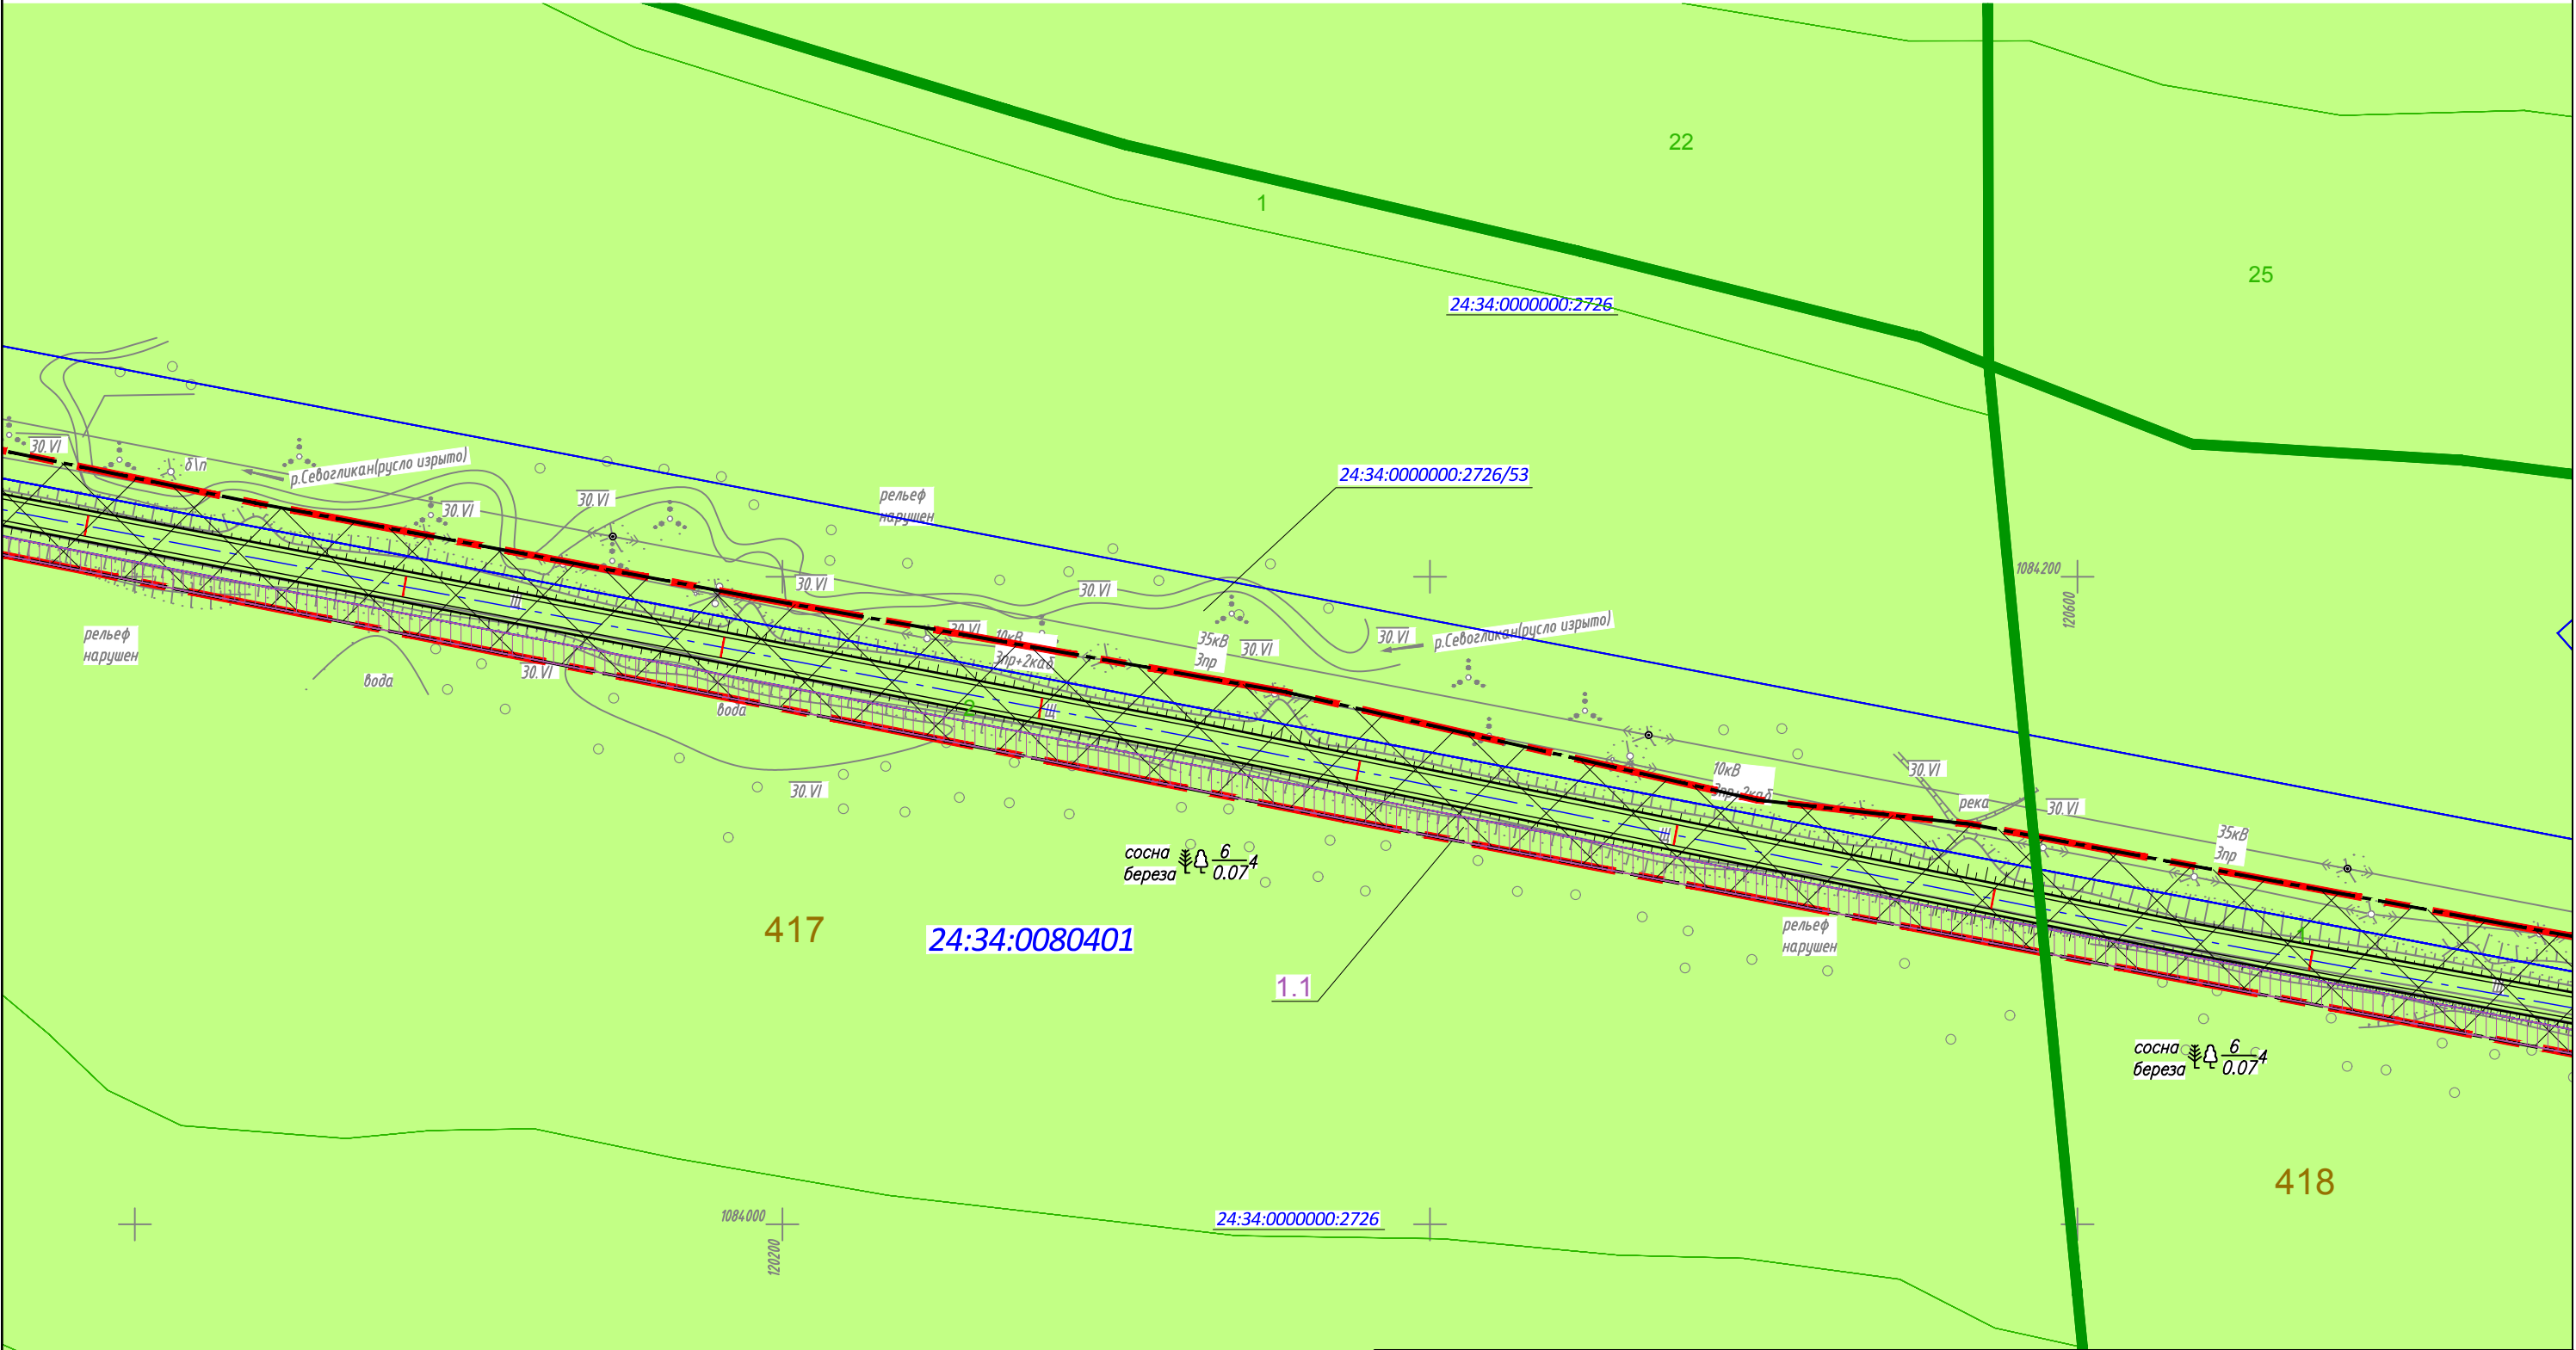 22
1
25
24:34:0000000:2726
24:34:0000000:2726/53
30.VI
б\п
р.Севогликан(русло изрыто)
30.VI
30.VI
рельеф
нарушен
30.VI
30.VI
1084200
120600
30.VI
10кВ
3пр+2каб
35кВ
3пр
30.VI
30.VI
р.Севогликан(русло изрыто)
рельеф
нарушен
вода
30.VI
вода
2
Щ
Щ
Щ
30.VI
10кВ
3пр+2каб
30.VI
река
30.VI
35кВ
3пр
сосна
береза
6
0.07
4
417
24:34:0080401
1.1
рельеф
нарушен
1
Щ
сосна
береза
6
0.07
4
418
1084000
120200
24:34:0000000:2726